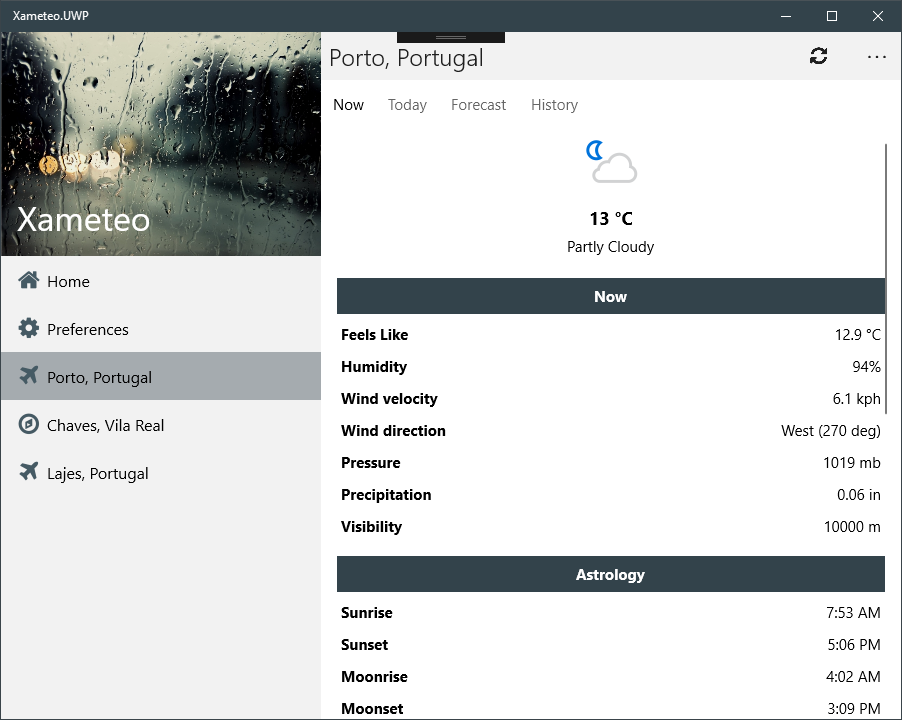 Xameteo.UWP
Xameteo
Home
Preferences
Porto, Portugal
Chaves, Vila Real
Lajes, Portugal
Porto, Portugal
Now Today Forecast History
13 °C
Partly Cloudy
Now
Feels Like 12.9 °C
Humidity 94%
Wind velocity 6.1 kph
Wind direction West (270 deg)
Pressure 1019 mb
Precipitation 0.06 in
Visibility 10000 m
Astrology
Sunrise 7:53 AM
Sunset 5:06 PM
Moonrise 4:02 AM
Moonset 3:09 PM